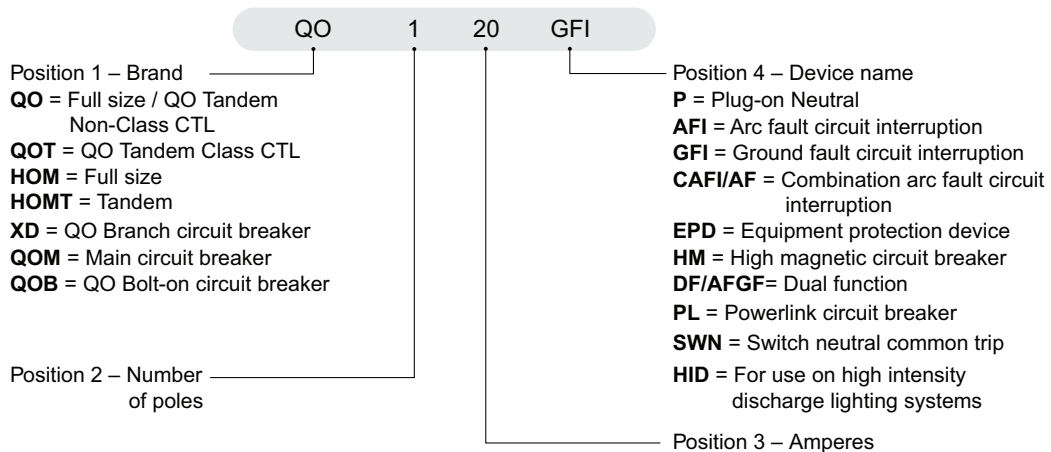 QO 1 20 GFI
Position 1 – Brand
QO = Full size / QO Tandem
Non-Class CTL
QOT = QO Tandem Class CTL
HOM = Full size
HOMT = Tandem
XD = QO Branch circuit breaker
QOM = Main circuit breaker
QOB = QO Bolt-on circuit breaker
Position 2 – Number
of poles
Position 4 – Device name
P = Plug-on Neutral
AFI = Arc fault circuit interruption
GFI = Ground fault circuit interruption
CAFI/AF = Combination arc fault circuit
interruption
EPD = Equipment protection device
HM = High magnetic circuit breaker
DF/AFGF= Dual function
PL = Powerlink circuit breaker
SWN = Switch neutral common trip
HID = For use on high intensity
discharge lighting systems
Position 3 – Amperes